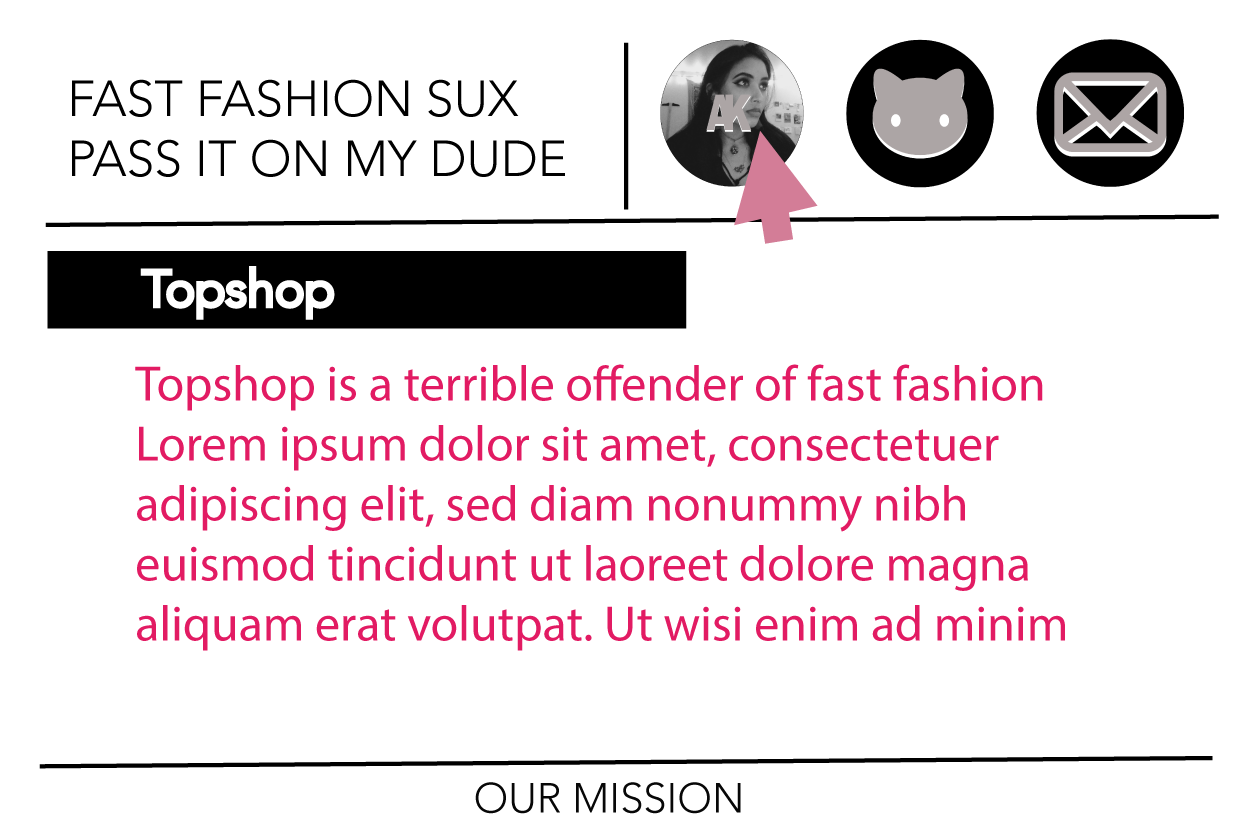 FAST FASHION SUX
PASS IT ON MY DUDE
AK
Topshop
Topshop is a terrible offender of fast fashion
Lorem ipsum dolor sit amet, consectetuer
adipiscing elit, sed diam nonummy nibh
euismod tincidunt ut laoreet dolore magna
aliquam erat volutpat. Ut wisi enim ad minim
OUR MISSION